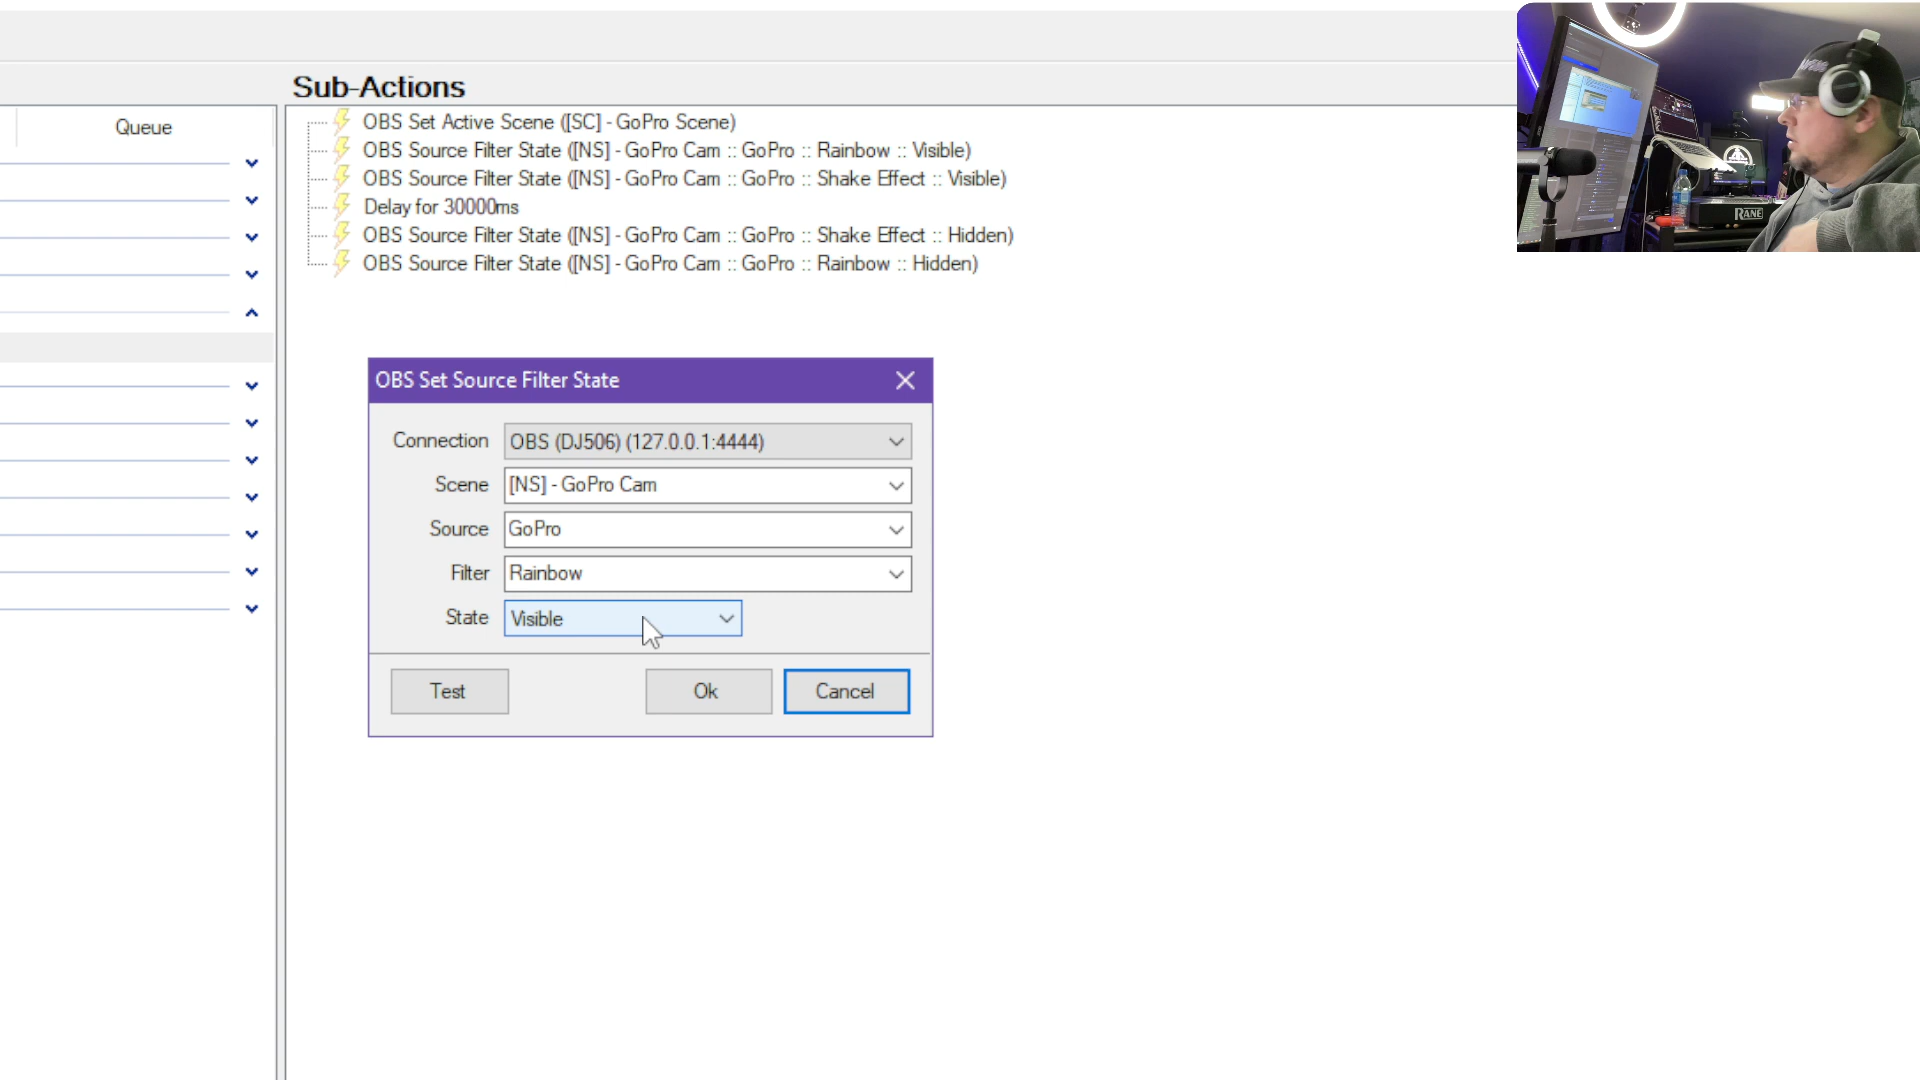 Sub-Actions
Queue
OBS Set Active Scene ([SC] - GoPro Scene)
OBS Source Filter State ([NS] - GoPro Cam :: GoPro :: Rainbow :: Visible)
OBS Source Filter State ([NS] - GoPro Cam :: GoPro :: Shake Effect :: Visible)
Delay for 30000ms
OBS Source Filter State ([NS] - GoPro Cam :: GoPro :: Shake Effect :: Hidden)
OBS Source Filter State ([NS] - GoPro Cam :: GoPro :: Rainbow :: Hidden)
OBS Set Source Filter State
Connection OBS (DJ506) (127.0.0.1:4444)
Scene [NS] - GoPro Cam
Source GoPro
Filter Rainbow
State Visible
Test Ok Cancel
RANE